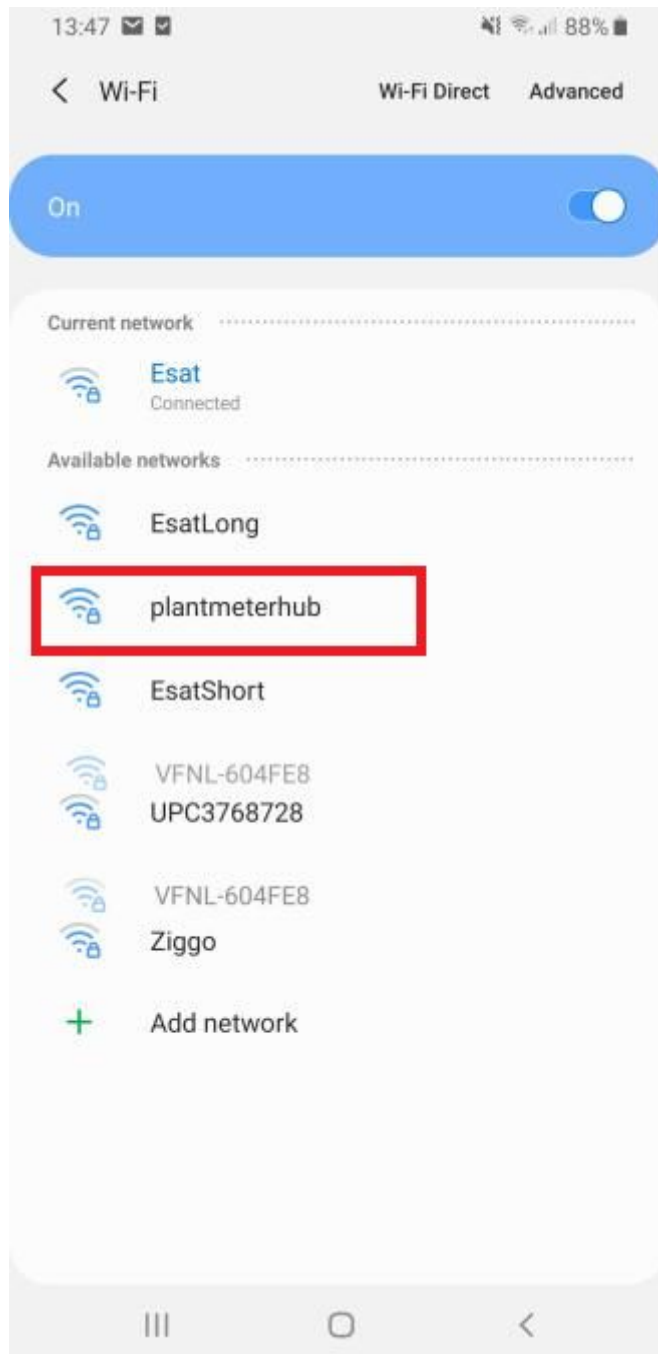 13:47 88%
Wi-Fi Wi-Fi Direct Advanced
On
Current network
Esat
Connected
Available networks
EsatLong
plantmeterhub
EsatShort
VFNL-604FE8
UPC3768728
VFNL-604FE8
Ziggo
Add network